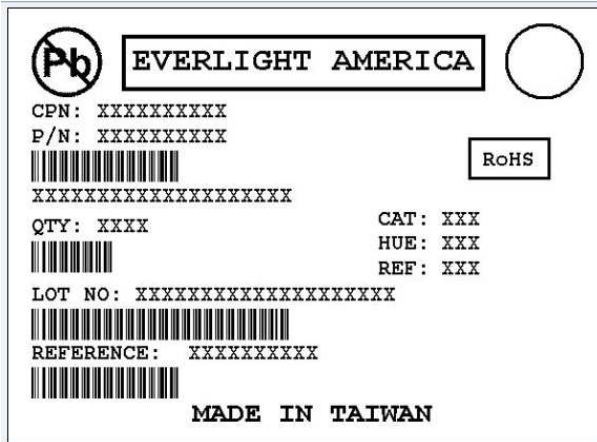 Pb
EVERLIGHT AMERICA
CPN: XXXXXXXXXX
P/N: XXXXXXXXXX
RoHS
XXXXXXXXXXXXXXXXXXXX
QTY: XXXX
CAT: XXX
HUE: XXX
REF: XXX
LOT NO: XXXXXXXXXXXXXXXXXXXX
REFERENCE: XXXXXXXXXX
MADE IN TAIWAN